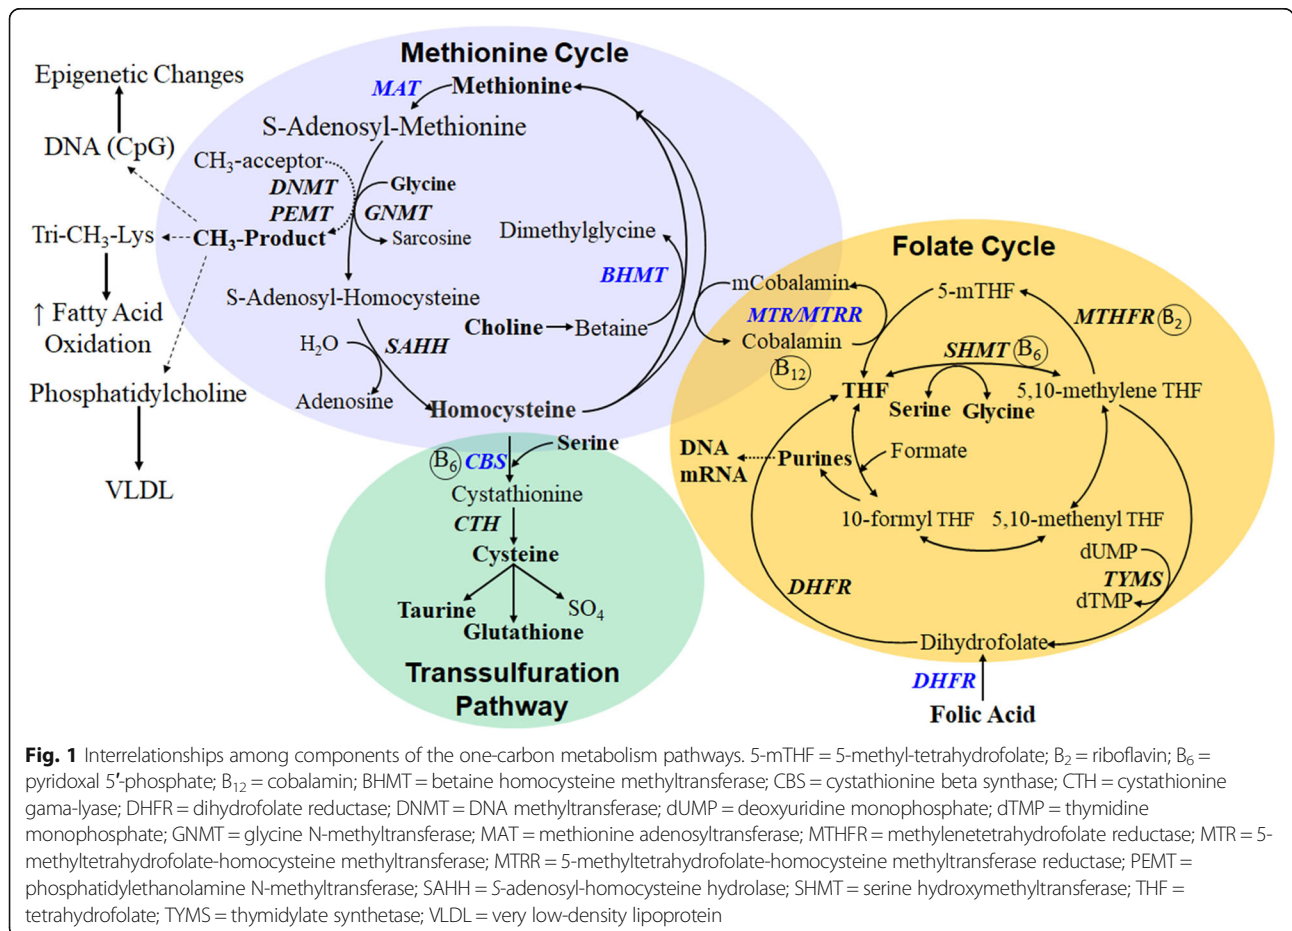 Methionine Cycle
Epigenetic Changes
MAT
Methionine
S-Adenosyl-Methionine
DNA (CpG)
CH₃-acceptor
DNMT
Glycine
PEMT
GNMT
Tri-CH₃-Lys
CH₃-Product
Sarcosine
Dimethylglycine
BHMT
S-Adenosyl-Homocysteine
↑ Fatty Acid
Oxidation
Choline
Betaine
H₂O
SAHH
Phosphatidylcholine
Adenosine
Homocysteine
VLDL
Folate Cycle
mCobalamin
5-mTHF
MTR/MTRR
MTHFR
B₂
Cobalamin
B₁₂
SHMT
B₆
THF
5,10-methylene THF
Serine
Glycine
DNA
mRNA
Purines
Formate
10-formyl THF
5,10-methenyl THF
dUMP
TYMS
dTMP
DHFR
Dihydrofolate
DHFR
Folic Acid
Serine
B₆
CBS
Cystathionine
CTH
Cysteine
Taurine
SO₄
Glutathione
Transsulfuration
Pathway
Fig. 1 Interrelationships among components of the one-carbon metabolism pathways. 5-mTHF = 5-methyl-tetrahydrofolate; B₂ = riboflavin; B₆ =
pyridoxal 5′-phosphate; B₁₂ = cobalamin; BHMT = betaine homocysteine methyltransferase; CBS = cystathionine beta synthase; CTH = cystathionine
gama-lyase; DHFR = dihydrofolate reductase; DNMT = DNA methyltransferase; dUMP = deoxyuridine monophosphate; dTMP = thymidine
monophosphate; GNMT = glycine N-methyltransferase; MAT = methionine adenosyltransferase; MTHFR = methylenetetrahydrofolate reductase; MTR = 5-
methyltetrahydrofolate-homocysteine methyltransferase; MTRR = 5-methyltetrahydrofolate-homocysteine methyltransferase reductase; PEMT =
phosphatidylethanolamine N-methyltransferase; SAHH = S-adenosyl-homocysteine hydrolase; SHMT = serine hydroxymethyltransferase; THF =
tetrahydrofolate; TYMS = thymidylate synthetase; VLDL = very low-density lipoprotein